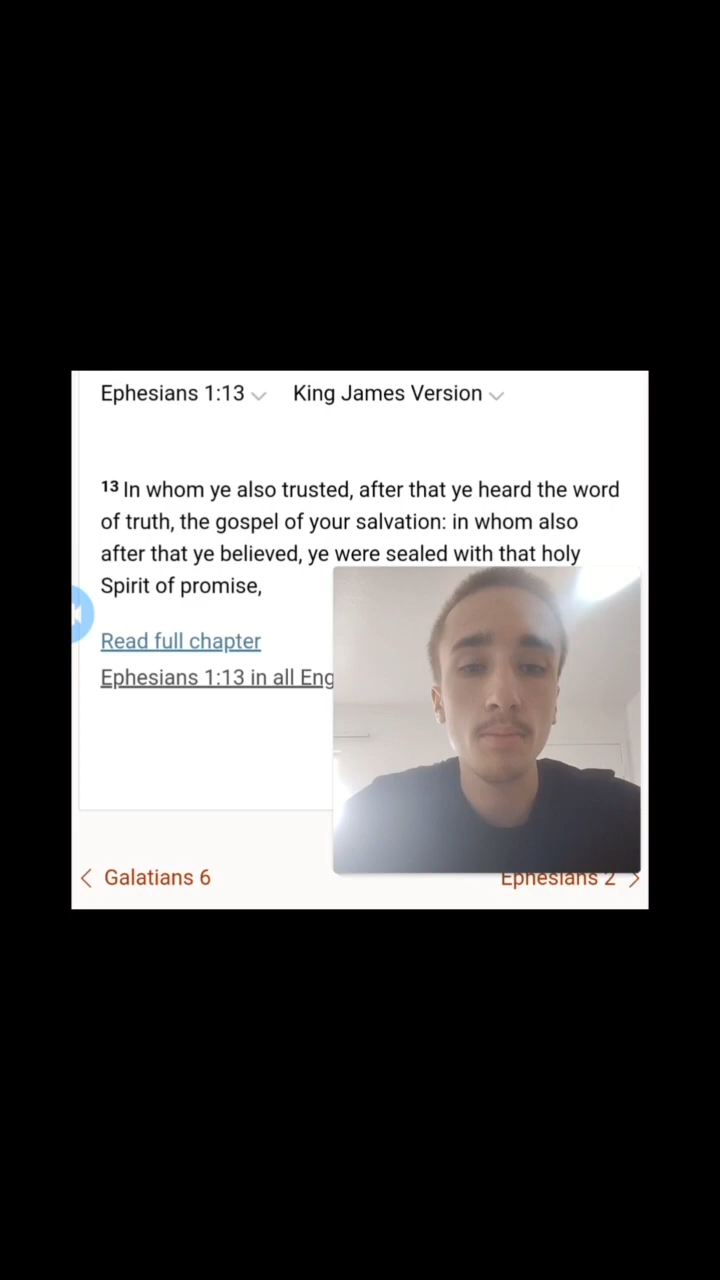 Ephesians 1:13 King James Version
13 In whom ye also trusted, after that ye heard the word
of truth, the gospel of your salvation: in whom also
after that ye believed, ye were sealed with that holy
Spirit of promise,
Read full chapter
Ephesians 1:13 in all Eng
Galatians 6
Ephesians 2